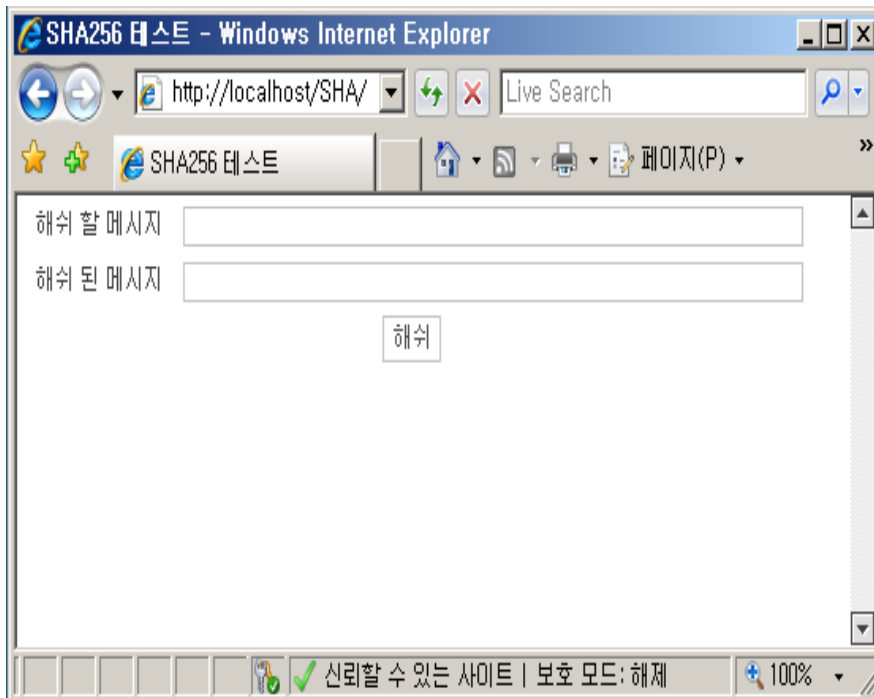 SHA256 테스트 - Windows Internet Explorer
http://localhost/SHA/
Live Search
SHA256 테스트
페이지(P)
»
해쉬 할 메시지
해쉬 된 메시지
해쉬
신뢰할 수 있는 사이트 | 보호 모드: 해제
100%